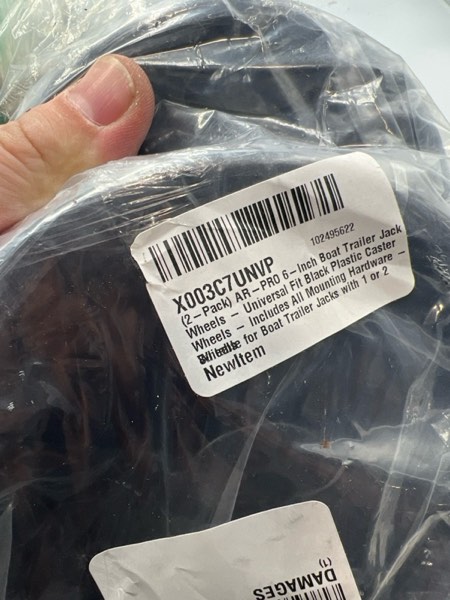 102495622
X003C7UNVP
(2-Pack) AR-PRO 6-Inch Boat Trailer Jack
Wheels - Universal Fit Black Plastic Caster
Wheels - Includes All Mounting Hardware -
for Boat Trailer Jacks with 1 or 2
NewItem
DAMAGES
(1)